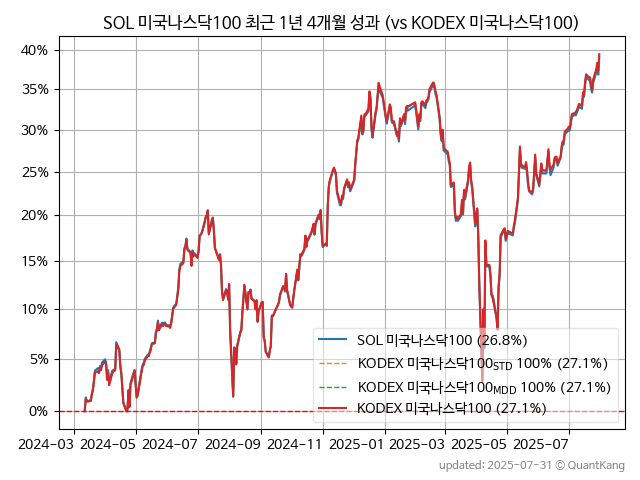 SOL 미국나스닥100 최근 1년 4개월 성과 (vs KODEX 미국나스닥100)
40%
35%
30%
25%
20%
15%
10%
5%
0%
SOL 미국나스닥100 (26.8%)
KODEX 미국나스닥100STD 100% (27.1%)
KODEX 미국나스닥100MDD 100% (27.1%)
KODEX 미국나스닥100 (27.1%)
2024-03 2024-05 2024-07 2024-09 2024-11 2025-01 2025-03 2025-05 2025-07
updated: 2025-07-31 © QuantKang